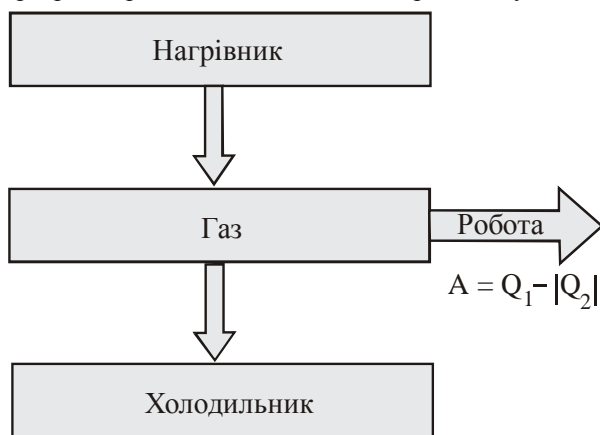 Нагрівник
Газ
Робота
A = Q₁ – |Q₂|
Холодильник